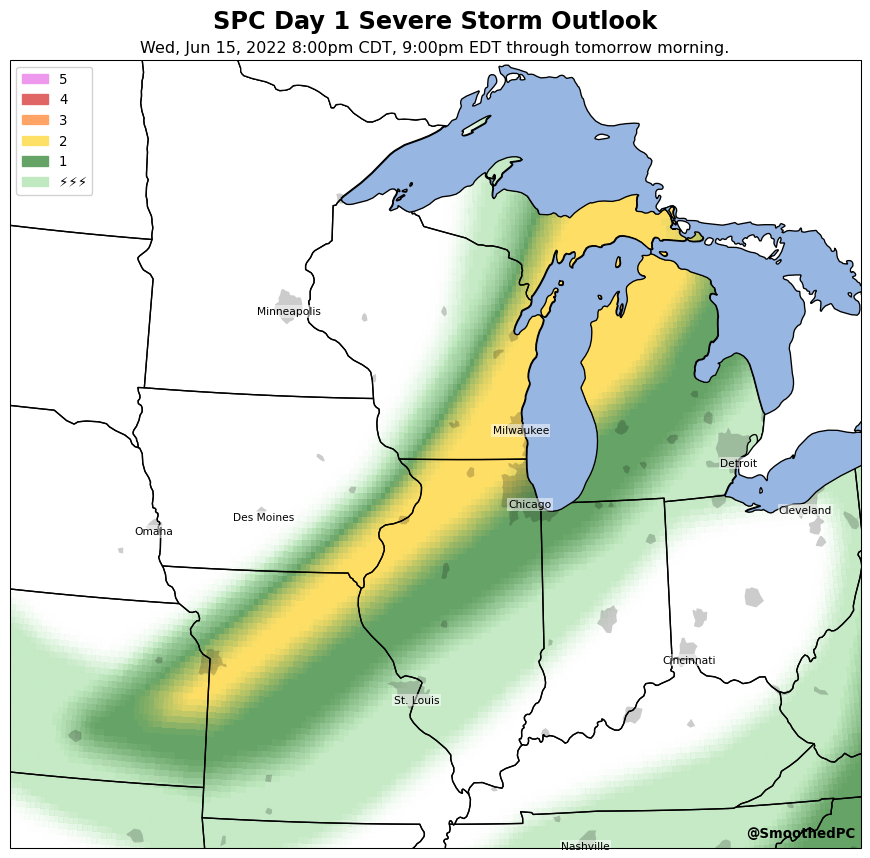 SPC Day 1 Severe Storm Outlook
Wed, Jun 15, 2022 8:00pm CDT, 9:00pm EDT through tomorrow morning.
5
4
3
2
1
⚡⚡⚡
Minneapolis
Milwaukee
Detroit
Chicago
Cleveland
Des Moines
Omaha
Cincinnati
St. Louis
@SmoothedPC
Nashville